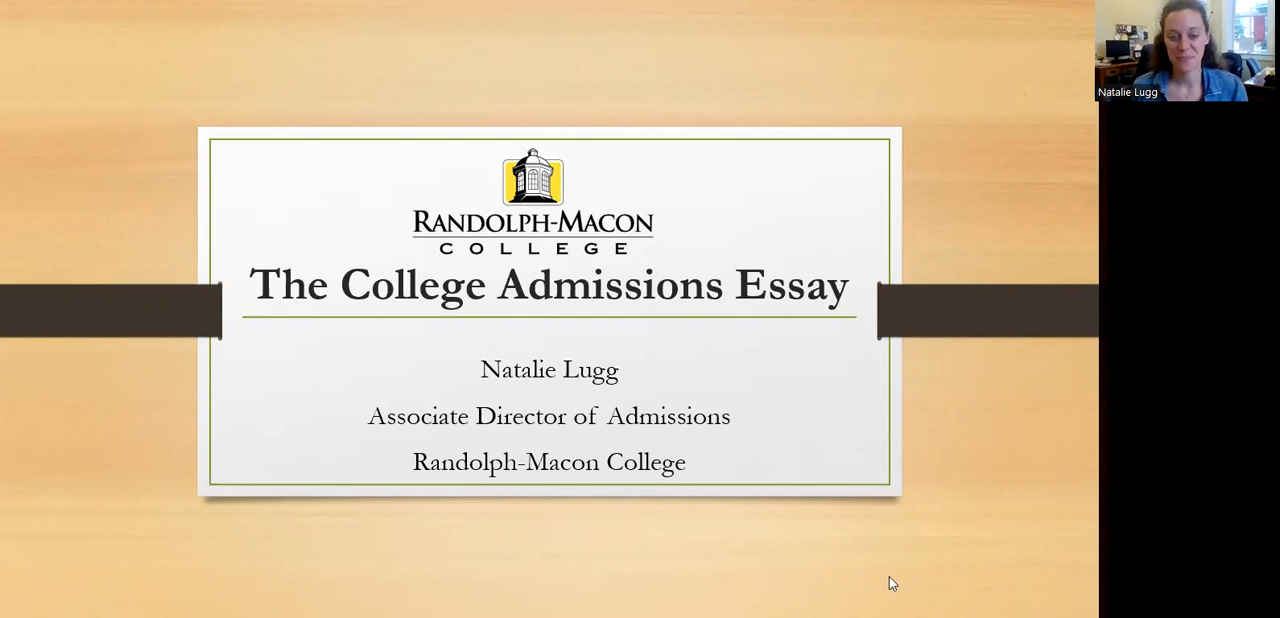 RANDOLPH-MACON
COLLEGE
The College Admissions Essay
Natalie Lugg
Associate Director of Admissions
Randolph-Macon College
Natalie Lugg